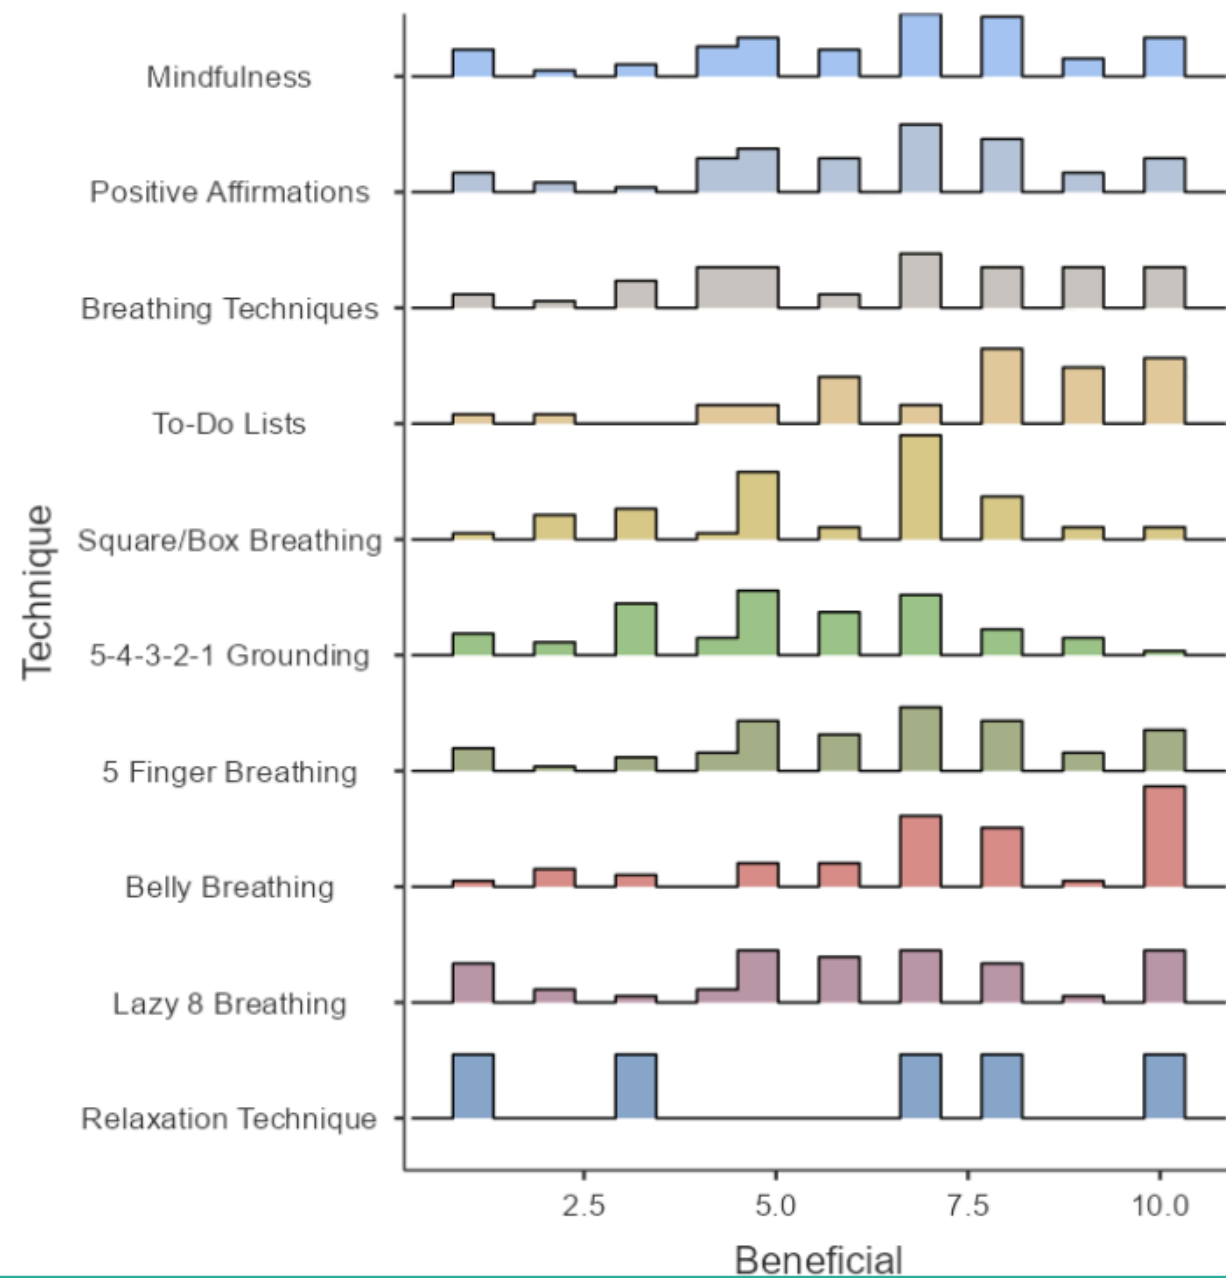 Mindfulness
Positive Affirmations
Breathing Techniques
To-Do Lists
Square/Box Breathing
5-4-3-2-1 Grounding
5 Finger Breathing
Belly Breathing
Lazy 8 Breathing
Relaxation Technique
Technique
2.5 5.0 7.5 10.0
Beneficial